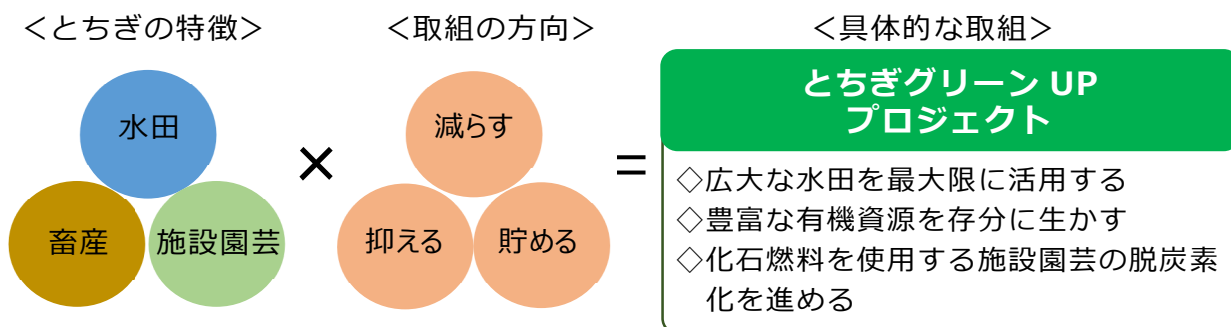 <とちぎの特徴>
<取組の方向>
<具体的な取組>
水田
畜産
施設園芸
×
減らす
抑える
貯める
=
とちぎグリーン UP
プロジェクト
◇広大な水田を最大限に活用する
◇豊富な有機資源を存分に生かす
◇化石燃料を使用する施設園芸の脱炭素
化を進める